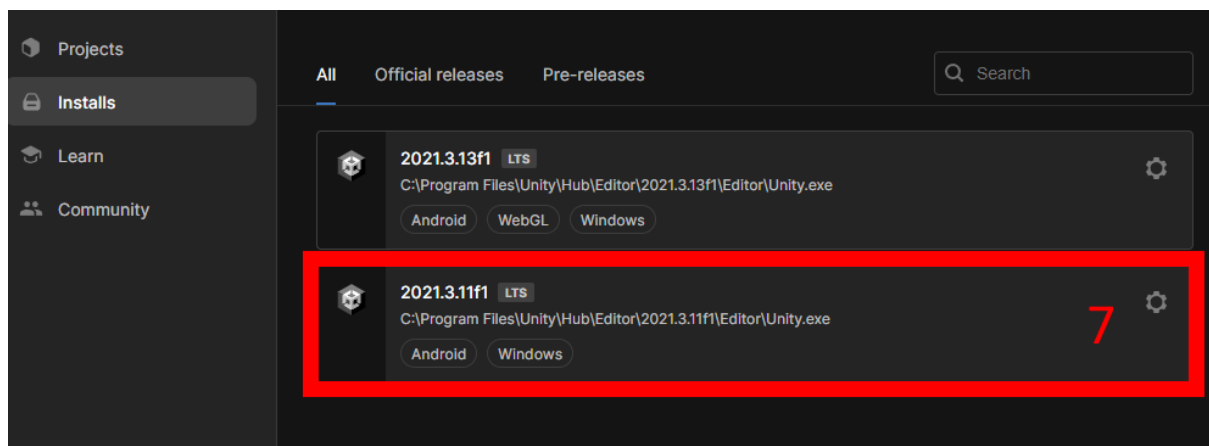 Projects
Installs
Learn
Community
All Official releases Pre-releases Search
2021.3.13f1 LTS
C:\Program Files\Unity\Hub\Editor\2021.3.13f1\Editor\Unity.exe
Android WebGL Windows
2021.3.11f1 LTS
C:\Program Files\Unity\Hub\Editor\2021.3.11f1\Editor\Unity.exe
7
Android Windows